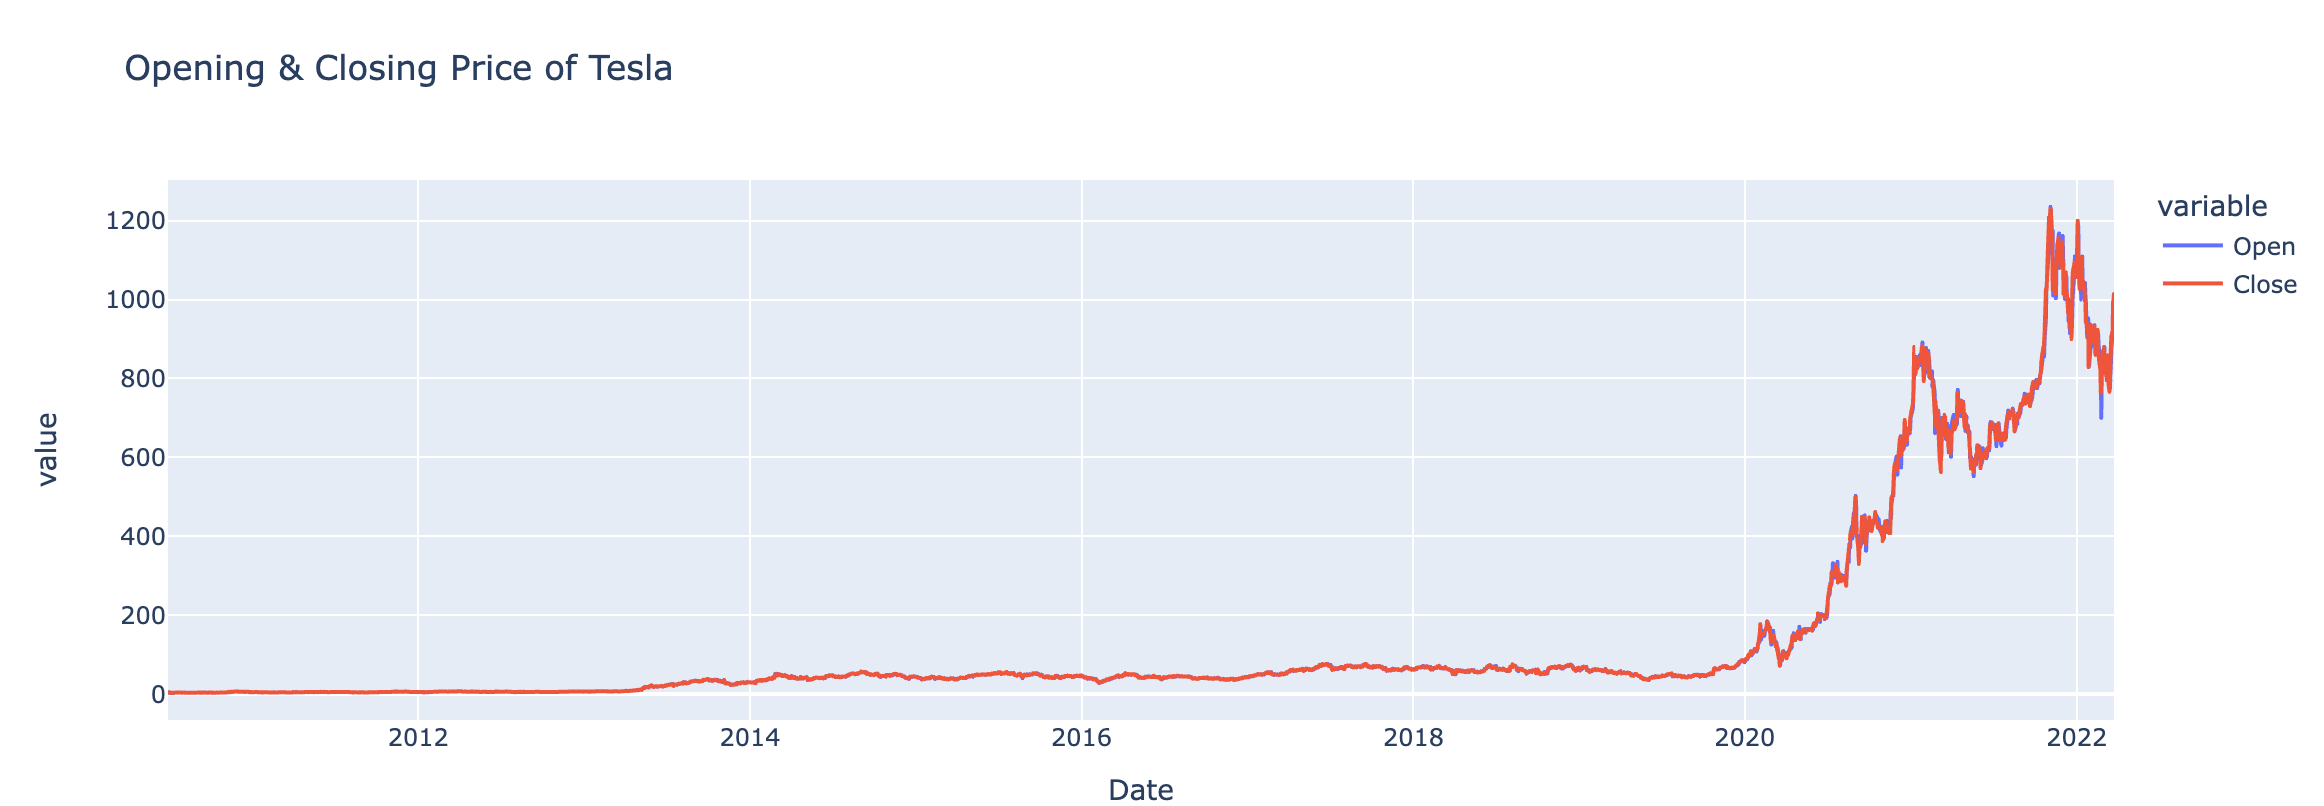 Opening & Closing Price of Tesla
variable
Open
Close
value
1200
1000
800
600
400
200
0
2012
2014
2016
2018
2020
2022
Date